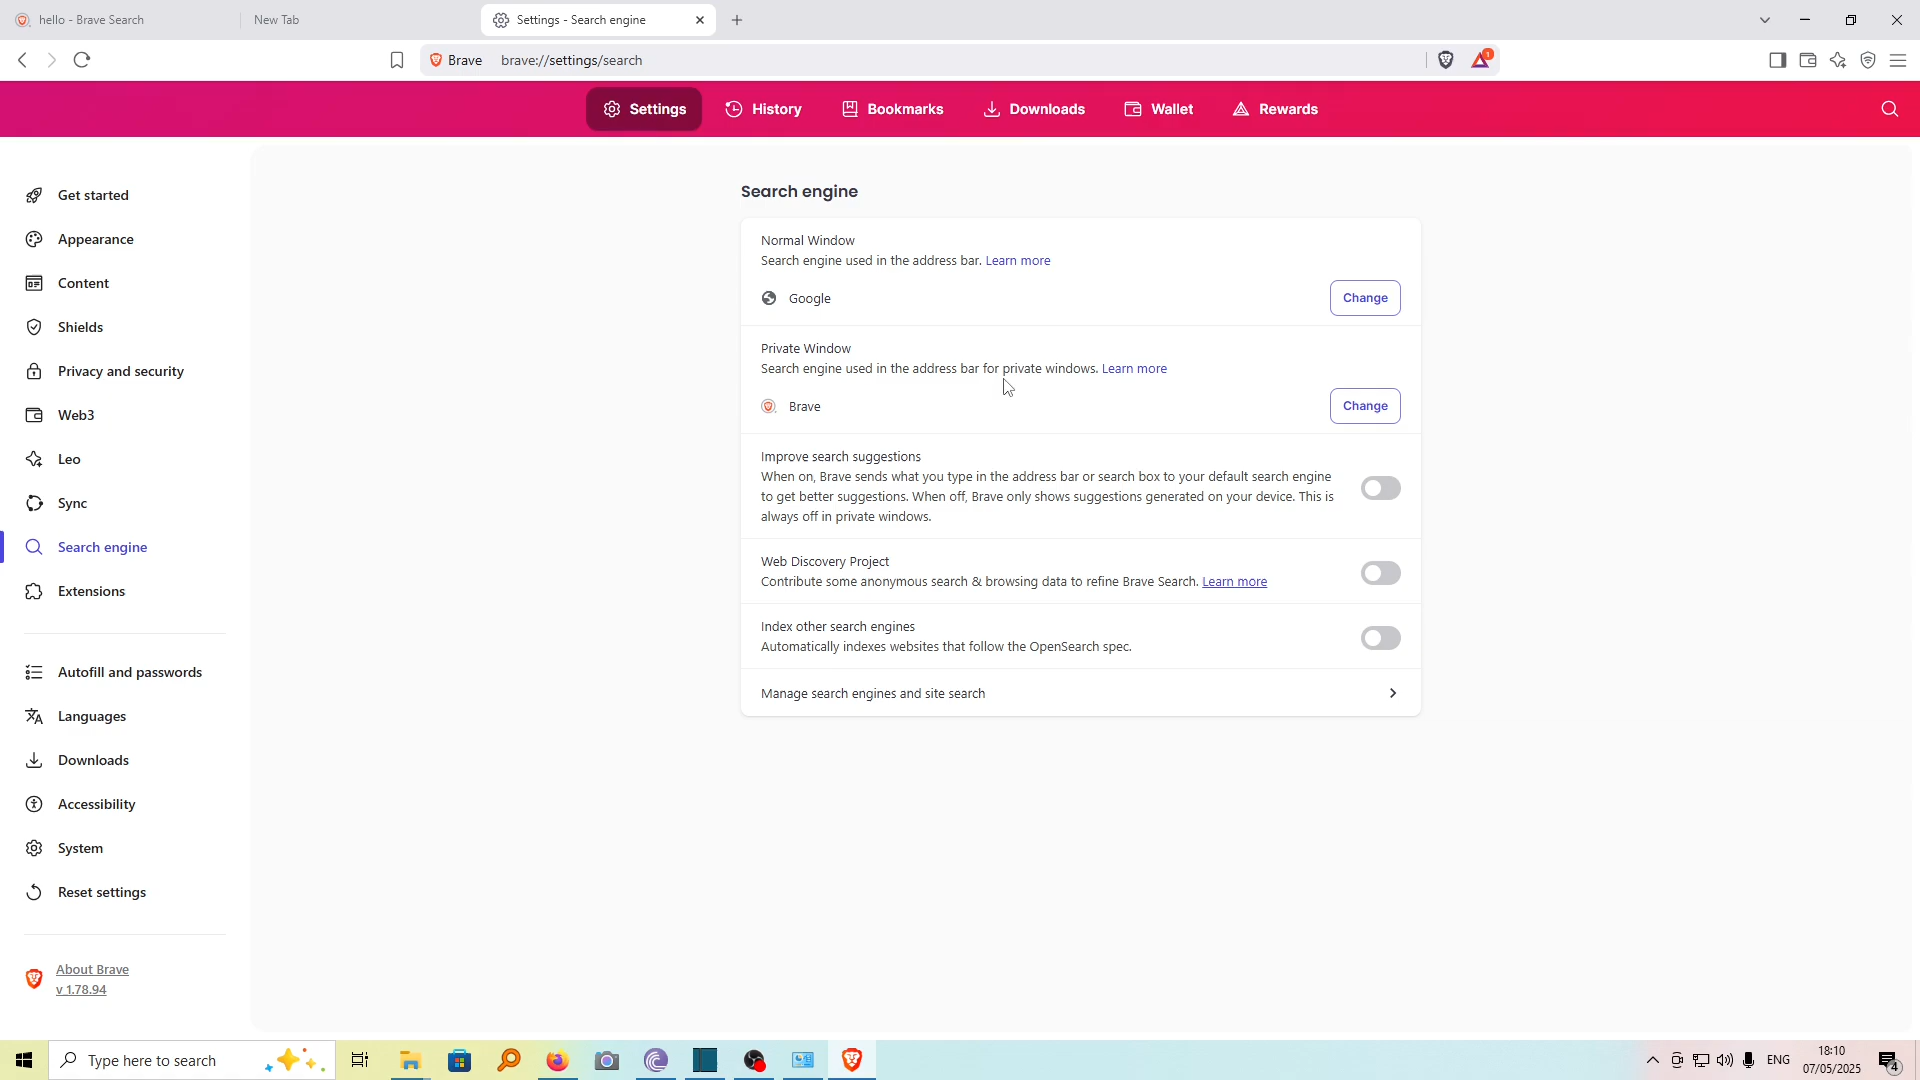 hello - Brave Search
New Tab
Settings - Search engine
Brave
brave://settings/search
1
Settings
History
Bookmarks
Downloads
Wallet
Rewards
Get started
Appearance
Content
Shields
Privacy and security
Web3
Leo
Sync
Search engine
Extensions
Autofill and passwords
Languages
Downloads
Accessibility
System
Reset settings
About Brave
v 1.78.94
Search engine
Normal Window
Search engine used in the address bar. Learn more
Google
Change
Private Window
Search engine used in the address bar for private windows. Learn more
Brave
Change
Improve search suggestions
When on, Brave sends what you type in the address bar or search box to your default search engine
to get better suggestions. When off, Brave only shows suggestions generated on your device. This is
always off in private windows.
Web Discovery Project
Contribute some anonymous search & browsing data to refine Brave Search. Learn more
Index other search engines
Automatically indexes websites that follow the OpenSearch spec.
Manage search engines and site search
Type here to search
ENG
18:10
07/05/2025
4